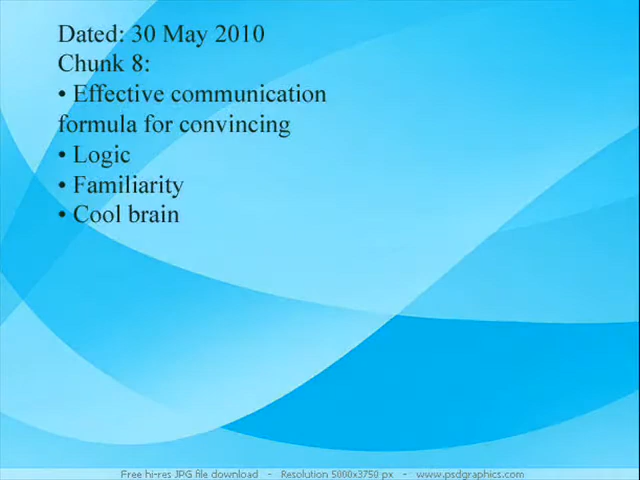 Dated: 30 May 2010
Chunk 8:
• Effective communication
formula for convincing
• Logic
• Familiarity
• Cool brain
Free hi-res JPG file download - Resolution 5000x3750 px - www.psdgraphics.com